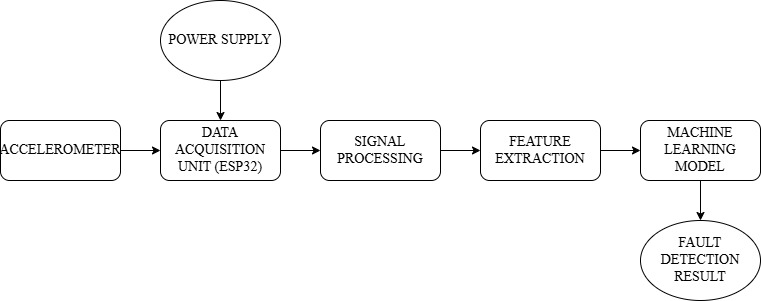 POWER SUPPLY
ACCELEROMETER
DATA
ACQUISITION
UNIT (ESP32)
SIGNAL
PROCESSING
FEATURE
EXTRACTION
MACHINE
LEARNING
MODEL
FAULT
DETECTION
RESULT